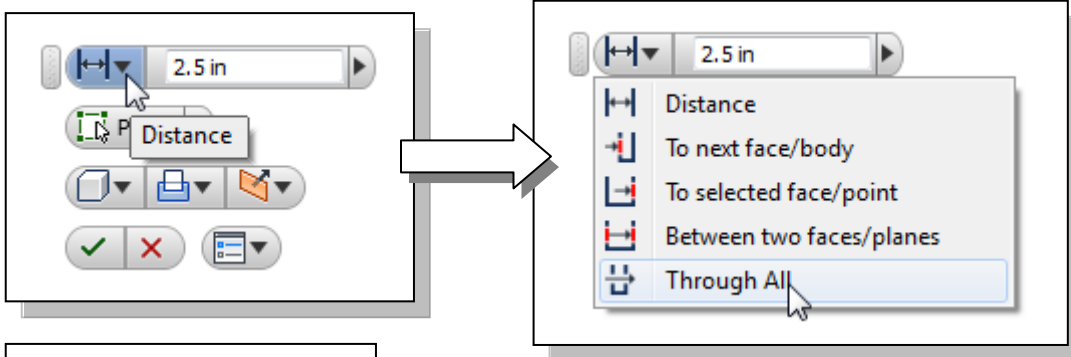 2.5 in
P
Distance
2.5 in
Distance
To next face/body
To selected face/point
Between two faces/planes
Through All